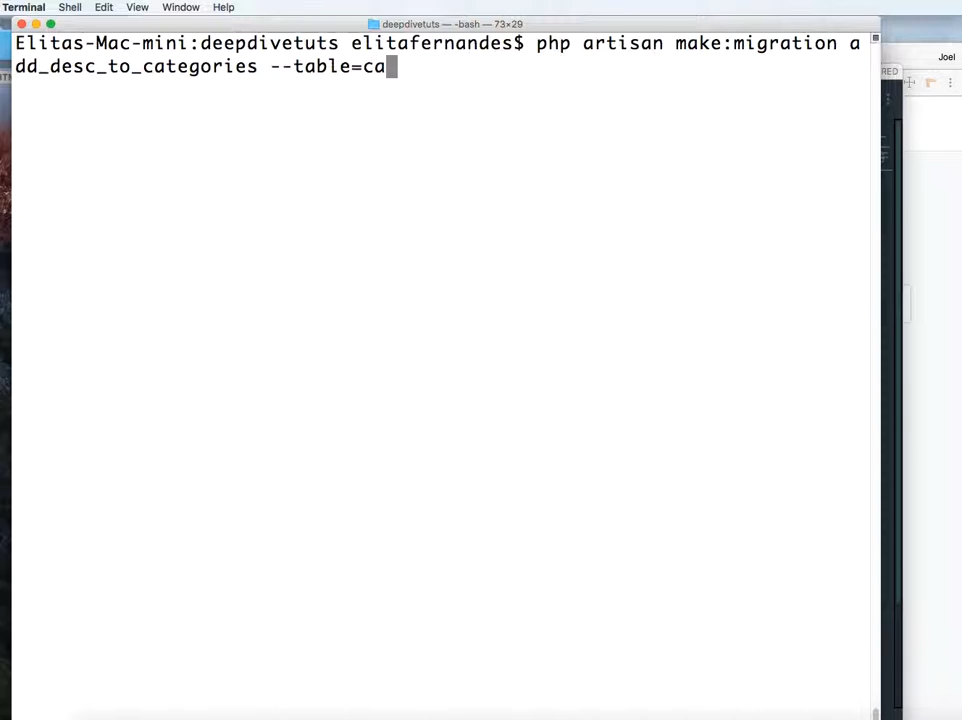 Terminal Shell Edit View Window Help
deepdivetuts — -bash — 73×29
Elitas-Mac-mini:deepdivetuts elitafernandes$ php artisan make:migration a
dd_desc_to_categories --table=ca
Joel
RED